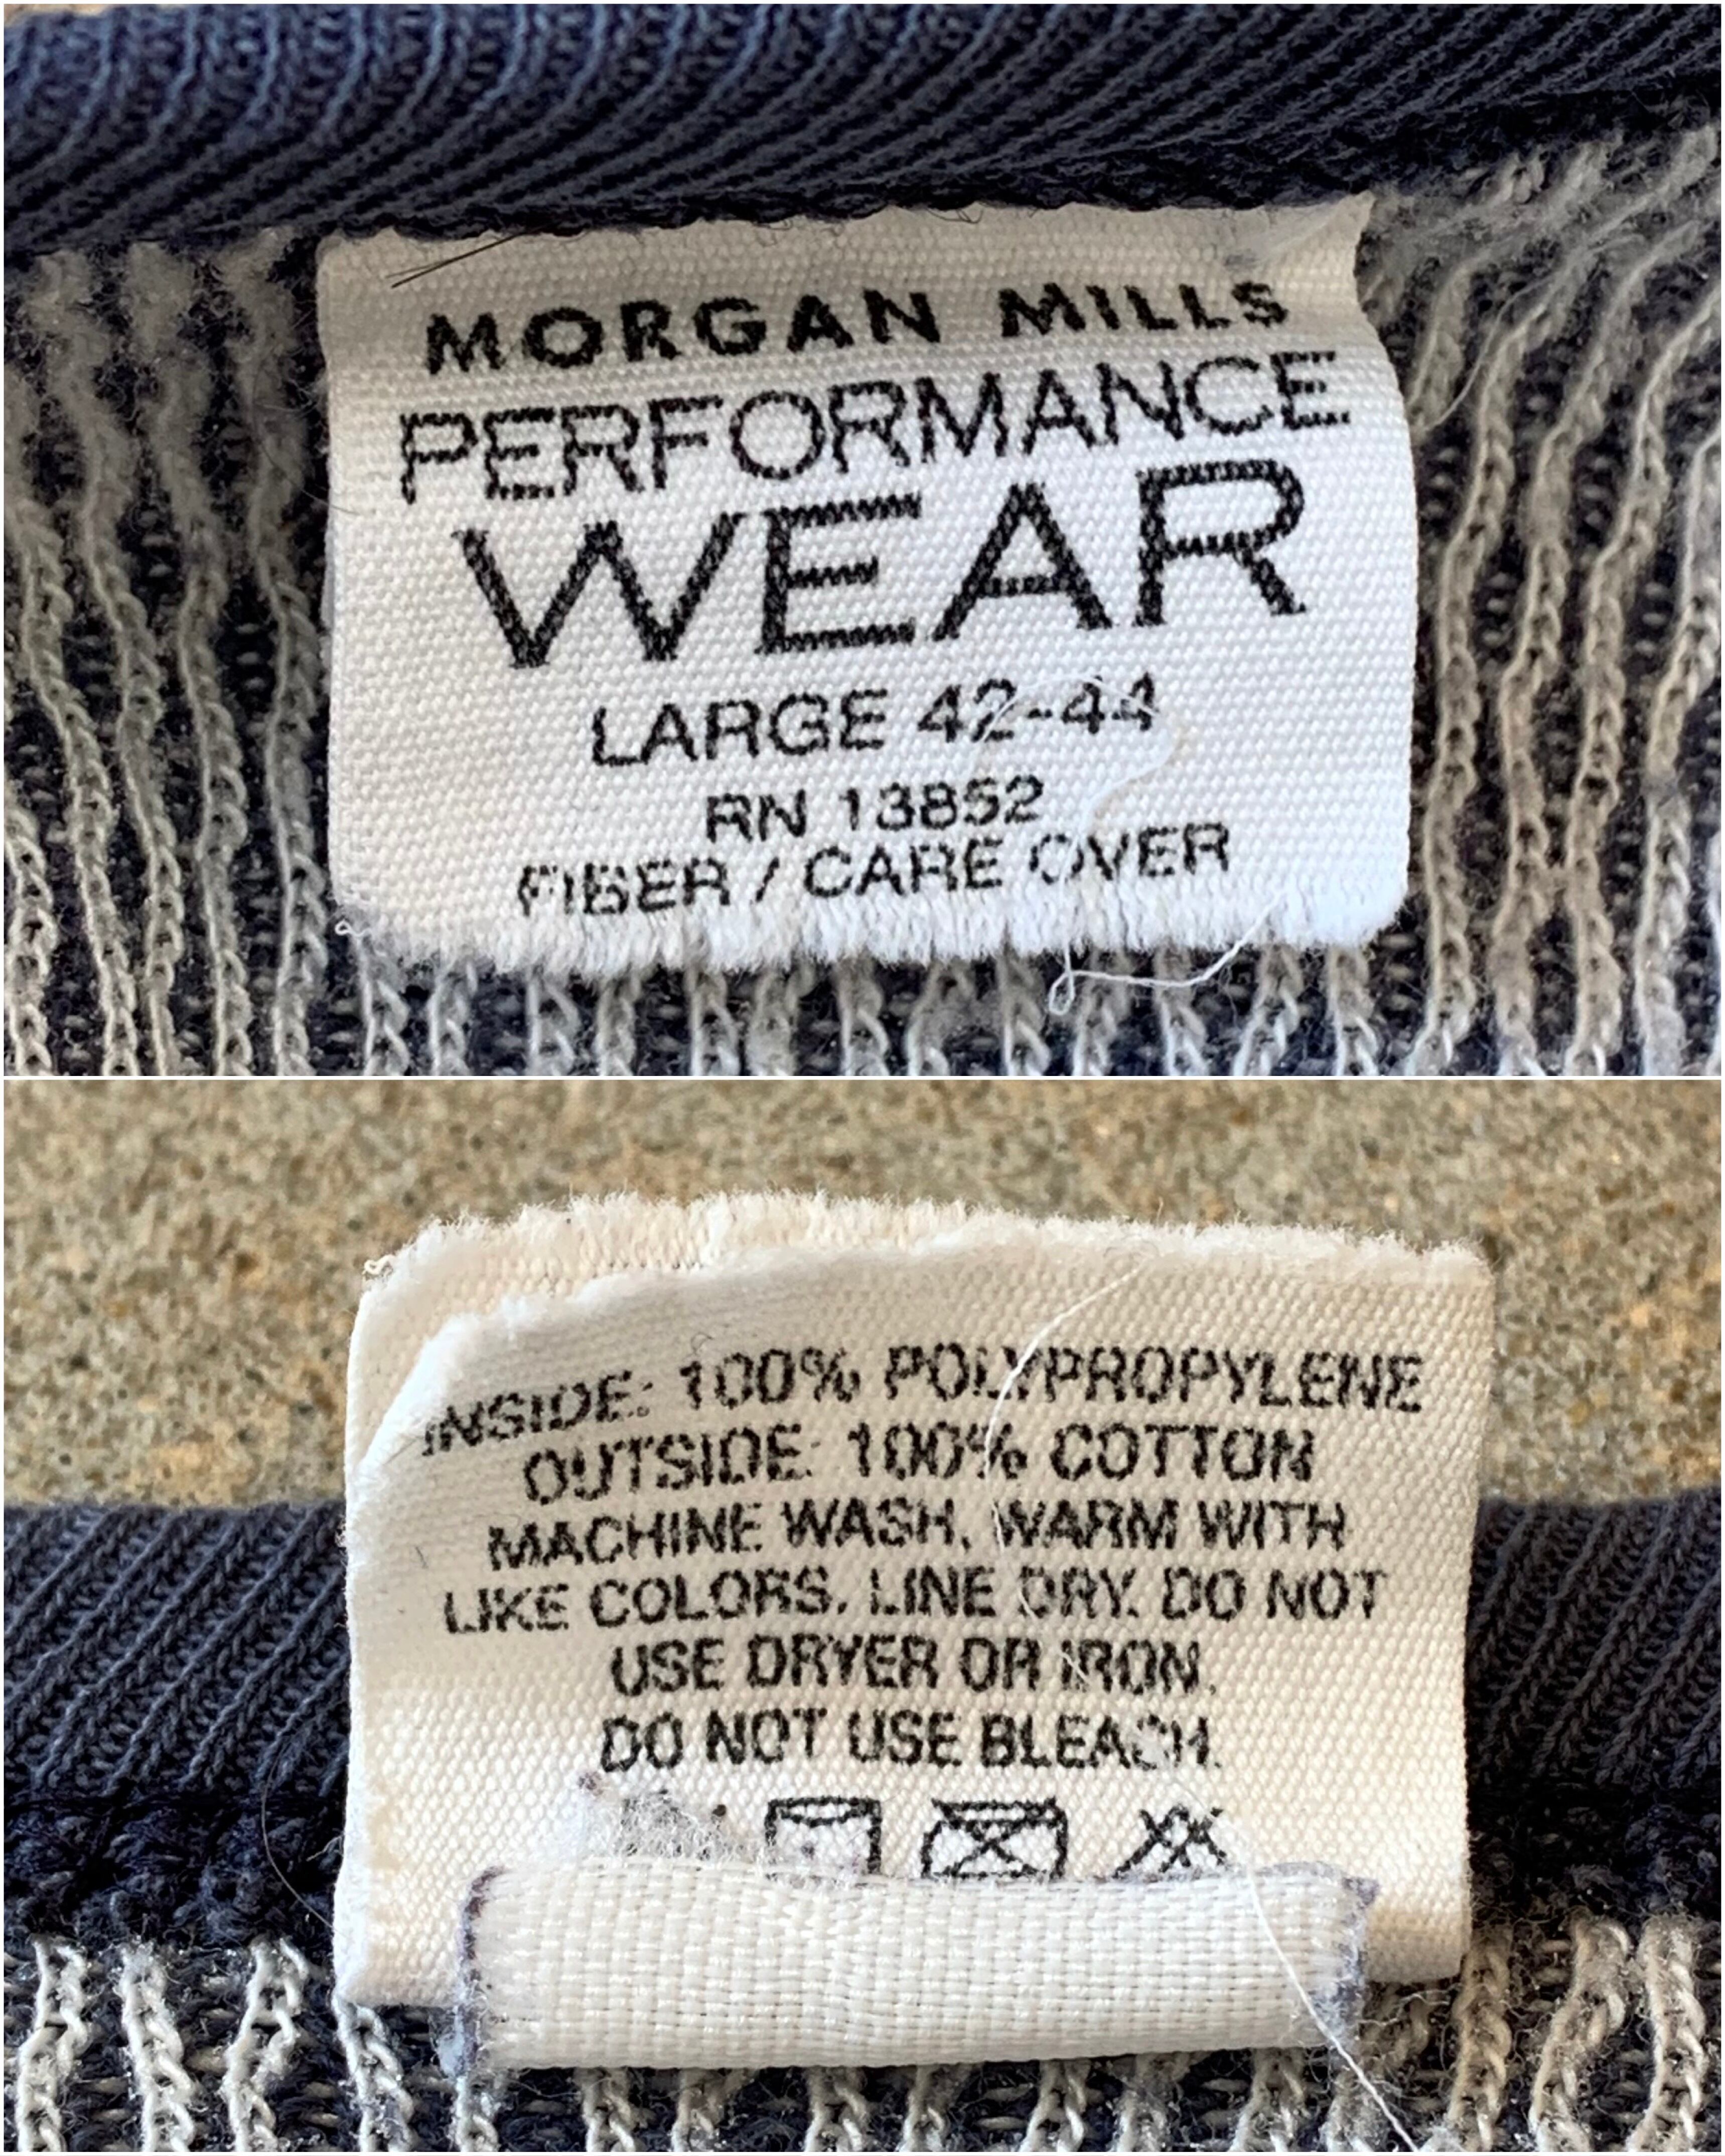 MORGAN MILLS
PERFORMANCE
WEAR
LARGE 42-44
RN 13852
FIBER / CARE OVER
INSIDE: 100% POLYPROPYLENE
OUTSIDE: 100% COTTON
MACHINE WASH, WARM WITH
LIKE COLORS. LINE DRY. DO NOT
USE DRYER OR IRON.
DO NOT USE BLEACH.